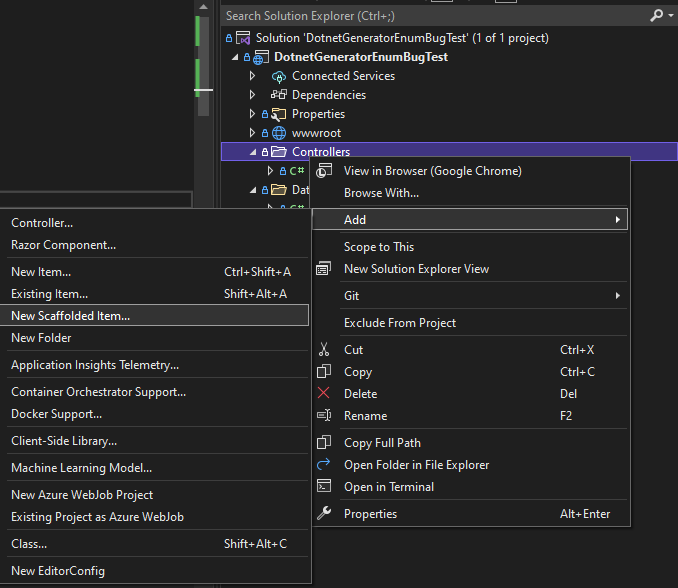 Search Solution Explorer (Ctrl+;)
Solution 'DotnetGeneratorEnumBugTest' (1 of 1 project)
DotnetGeneratorEnumBugTest
Connected Services
Dependencies
Properties
wwwroot
Controllers
C#
Dat
View in Browser (Google Chrome)
Browse With...
Add
Scope to This
New Solution Explorer View
Git
Exclude From Project
Cut Ctrl+X
Copy Ctrl+C
Delete Del
Rename F2
Copy Full Path
Open Folder in File Explorer
Open in Terminal
Properties Alt+Enter
Controller...
Razor Component...
New Item... Ctrl+Shift+A
Existing Item... Shift+Alt+A
New Scaffolded Item...
New Folder
Application Insights Telemetry...
Container Orchestrator Support...
Docker Support...
Client-Side Library...
Machine Learning Model...
New Azure WebJob Project
Existing Project as Azure WebJob
Class... Shift+Alt+C
New EditorConfig